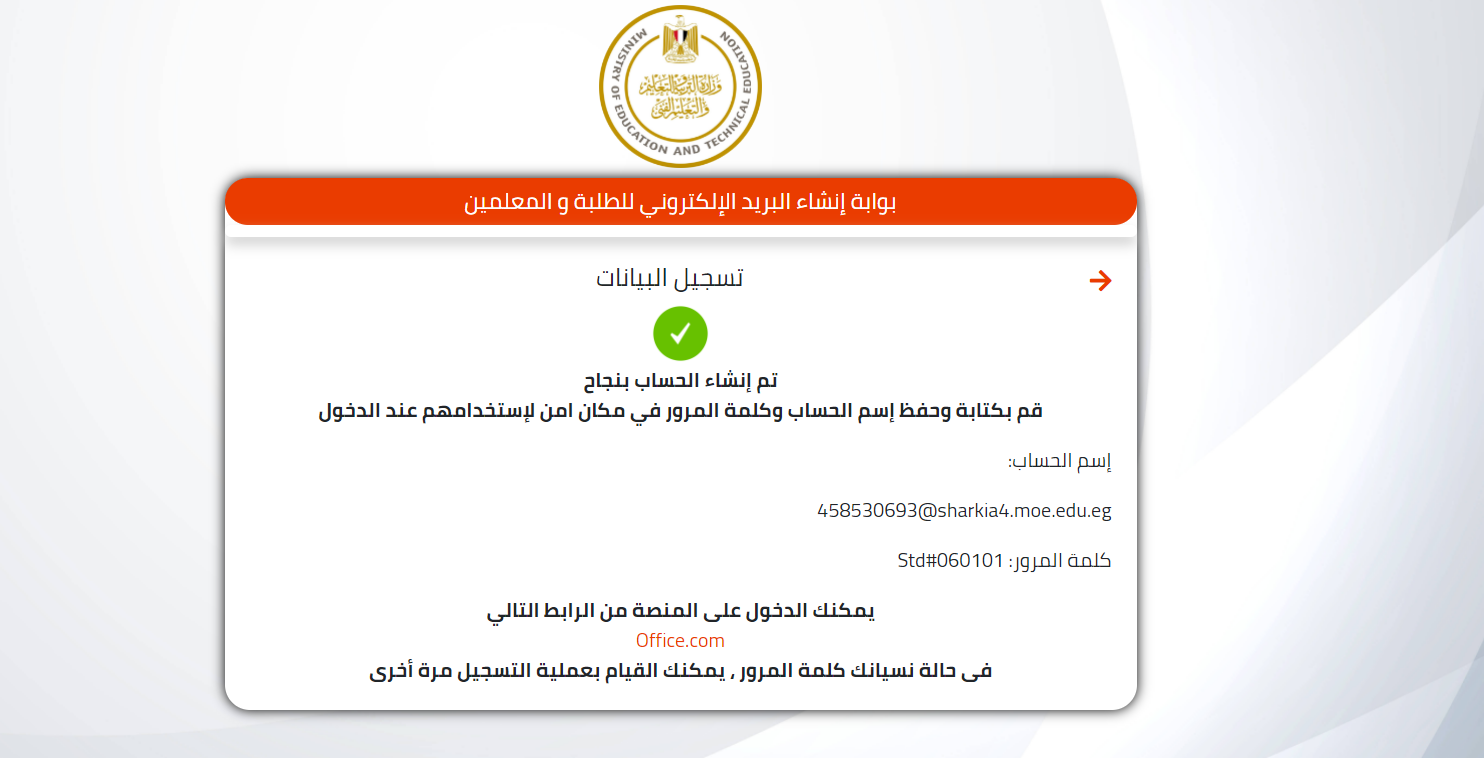 MINISTRY OF EDUCATION AND TECHNICAL EDUCATION
وزارة التربية والتعليم
والتعليم الفني
بوابة إنشاء البريد الإلكتروني للطلبة و المعلمين
تسجيل البيانات
تم إنشاء الحساب بنجاح
قم بكتابة وحفظ إسم الحساب وكلمة المرور في مكان امن لإستخدامهم عند الدخول
إسم الحساب:
458530693@sharkia4.moe.edu.eg
كلمة المرور: Std#060101
يمكنك الدخول على المنصة من الرابط التالي
Office.com
فى حالة نسيانك كلمة المرور , يمكنك القيام بعملية التسجيل مرة أخرى